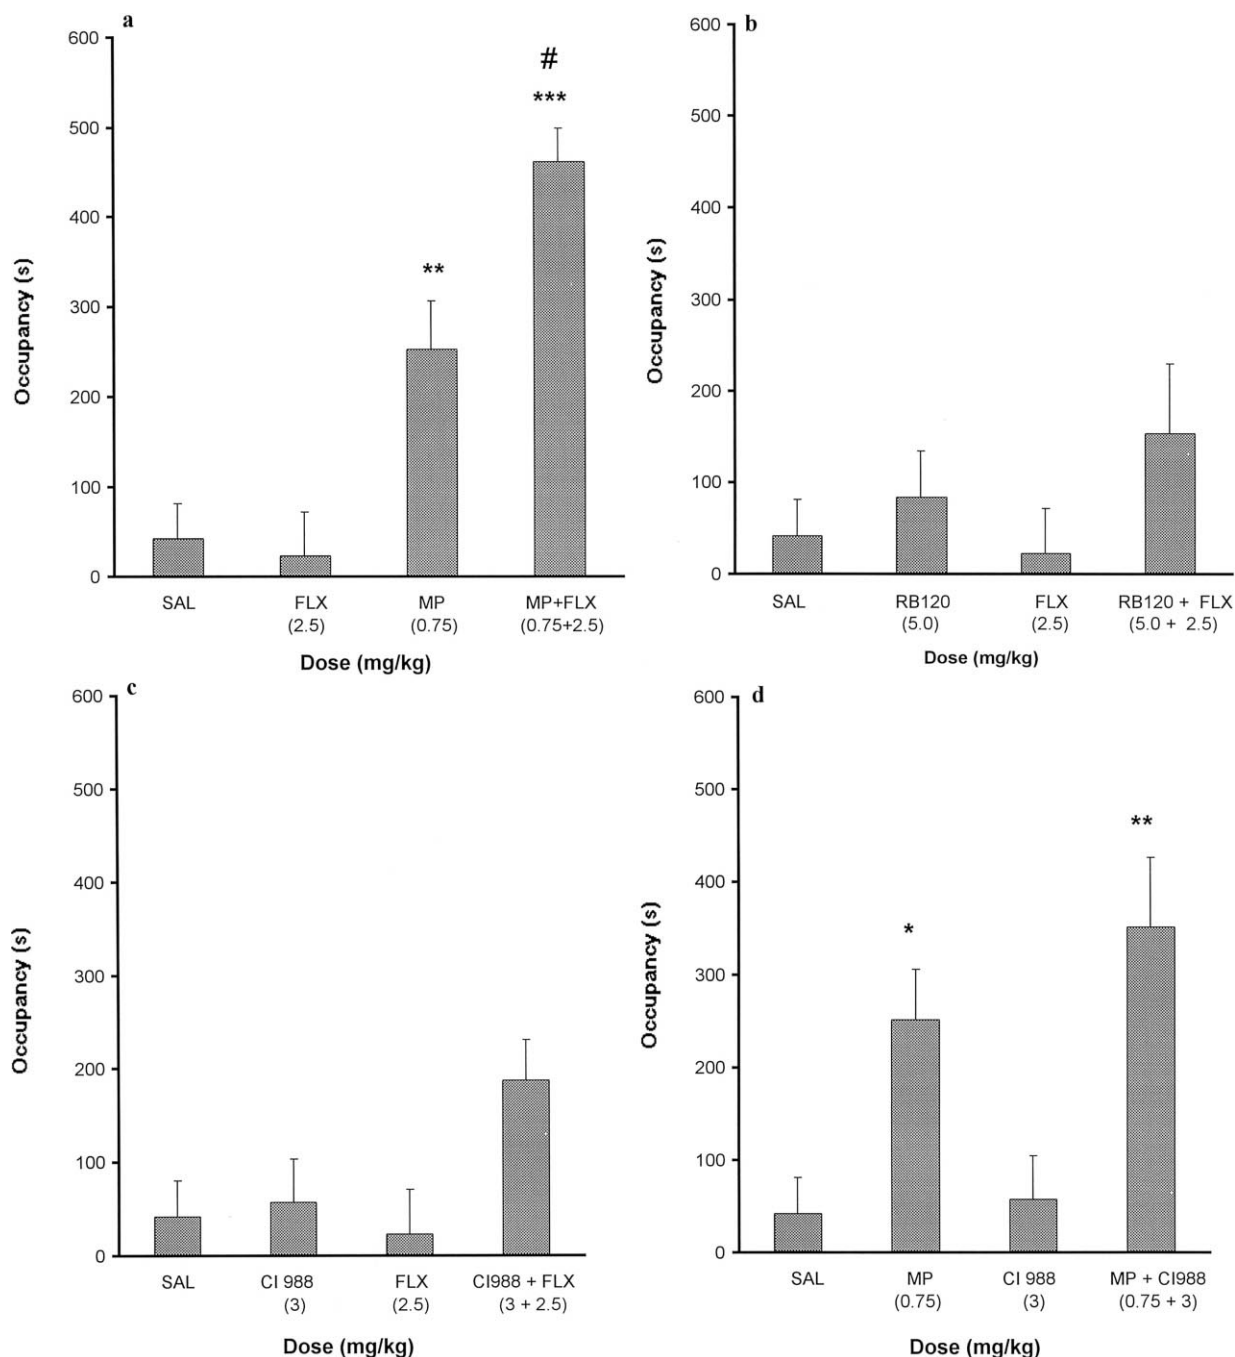 a
600
500
400
300
200
100
0
Occupancy (s)
#
***
**
SAL FLX MP MP+FLX
(2.5) (0.75) (0.75+2.5)
Dose (mg/kg)
b
600
500
400
300
200
100
0
Occupancy (s)
SAL RB120 FLX RB120 + FLX
(5.0) (2.5) (5.0 + 2.5)
Dose (mg/kg)
c
600
500
400
300
200
100
0
Occupancy (s)
SAL CI 988 FLX CI988 + FLX
(3) (2.5) (3 + 2.5)
Dose (mg/kg)
d
600
500
400
300
200
100
0
Occupancy (s)
**
*
SAL MP CI 988 MP + CI988
(0.75) (3) (0.75 + 3)
Dose (mg/kg)